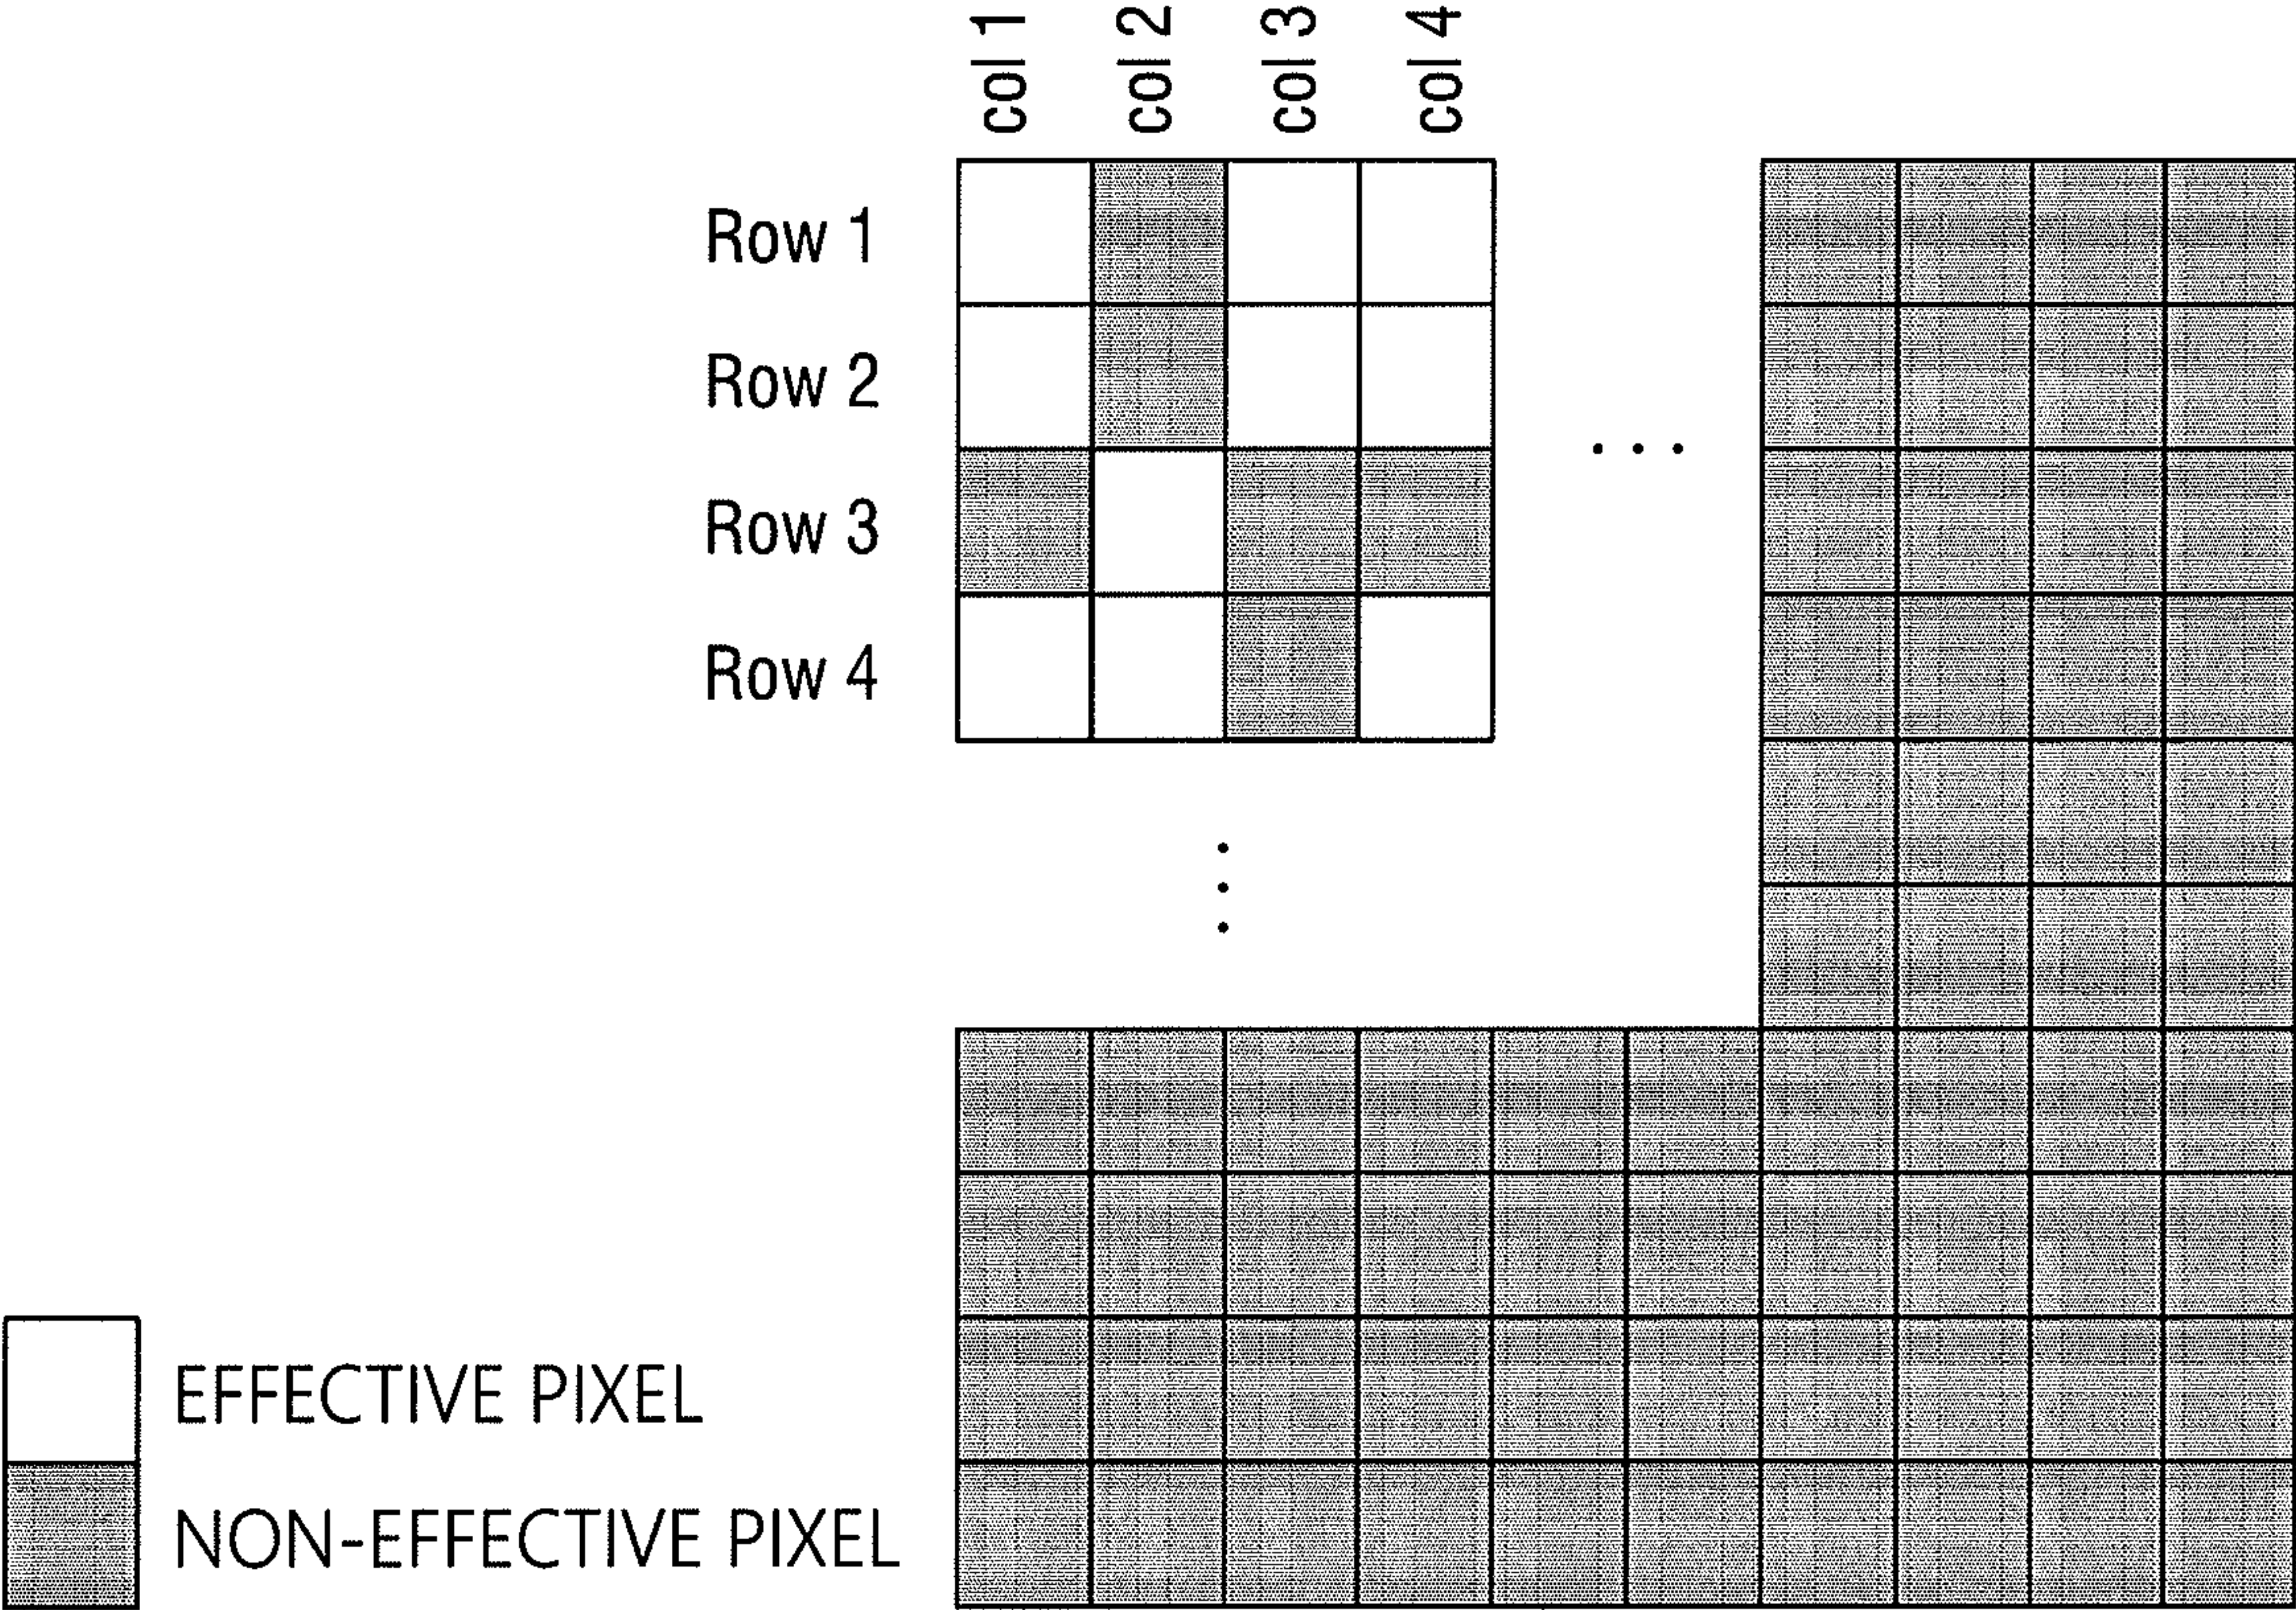 col 1
col 2
col 3
col 4
Row 1
Row 2
Row 3
Row 4
EFFECTIVE PIXEL
NON-EFFECTIVE PIXEL